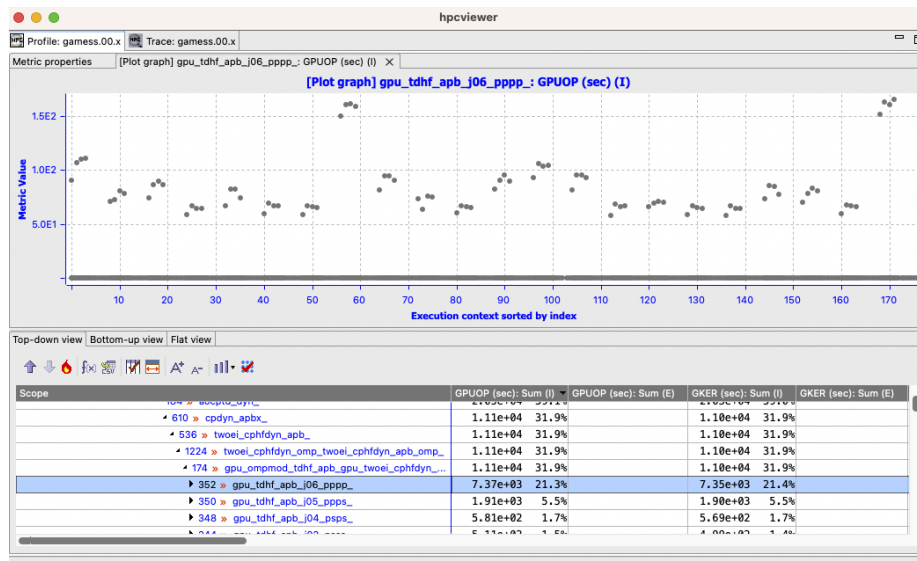 hpcviewer
Profile: gamess.00.x Trace: gamess.00.x
Metric properties [Plot graph] gpu_tdhf_apb_j06_pppp_: GPUOP (sec) (I)
[Plot graph] gpu_tdhf_apb_j06_pppp_: GPUOP (sec) (I)
Metric Value
1.5E2
1.0E2
5.0E1
10 20 30 40 50 60 70 80 90 100 110 120 130 140 150 160 170
Execution context sorted by index
Top-down view Bottom-up view Flat view
Scope GPUOP (sec): Sum (I) GPUOP (sec): Sum (E) GKER (sec): Sum (I) GKER (sec): Sum (E)
610 » cpdyn_apbx_ 1.11e+04 31.9% 1.10e+04 31.9%
536 » twoei_cphfdyn_apb_ 1.11e+04 31.9% 1.10e+04 31.9%
1224 » twoei_cphfdyn_omp_twoei_cphfdyn_apb_omp_ 1.11e+04 31.9% 1.10e+04 31.9%
174 » gpu_ompmod_tdhf_apb_gpu_twoei_cphfdyn_... 1.11e+04 31.9% 1.10e+04 31.9%
352 » gpu_tdhf_apb_j06_pppp_ 7.37e+03 21.3% 7.35e+03 21.4%
350 » gpu_tdhf_apb_j05_ppps_ 1.91e+03 5.5% 1.90e+03 5.5%
348 » gpu_tdhf_apb_j04_psps_ 5.81e+02 1.7% 5.69e+02 1.7%